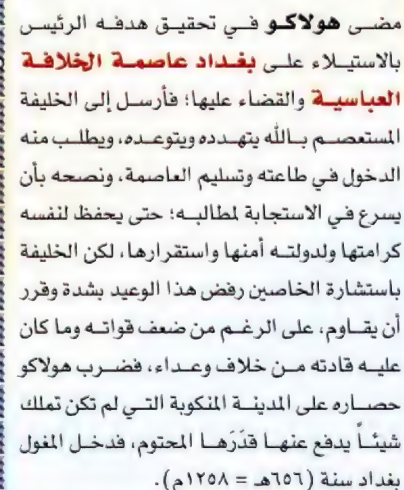 مضى هولاكو في تحقيق هدفه الرئيس
بالاستيلاء على بغداد عاصمة الخلافة
العباسية والقضاء عليها؛ فأرسل إلى الخليفة
المستعصم بالله يتهدده ويتوعده، ويطلب منه
الدخول في طاعته وتسليم العاصمة، ونصحه بأن
يسرع في الاستجابة لمطالبه؛ حتى يحفظ لنفسه
كرامتها ولدولته أمنها واستقرارها، لكن الخليفة
باستشارة الخاصين رفض هذا الوعيد بشدة وقرر
أن يقاوم، على الرغم من ضعف قواته وما كان
عليه قادته من خلاف وعداء، فضرب هولاكو
حصاره على المدينة المنكوبة التي لم تكن تملك
شيئاً يدفع عنها قدَرَها المحتوم، فدخل المغول
بغداد سنة (٦٥٦هـ = ١٢٥٨م).